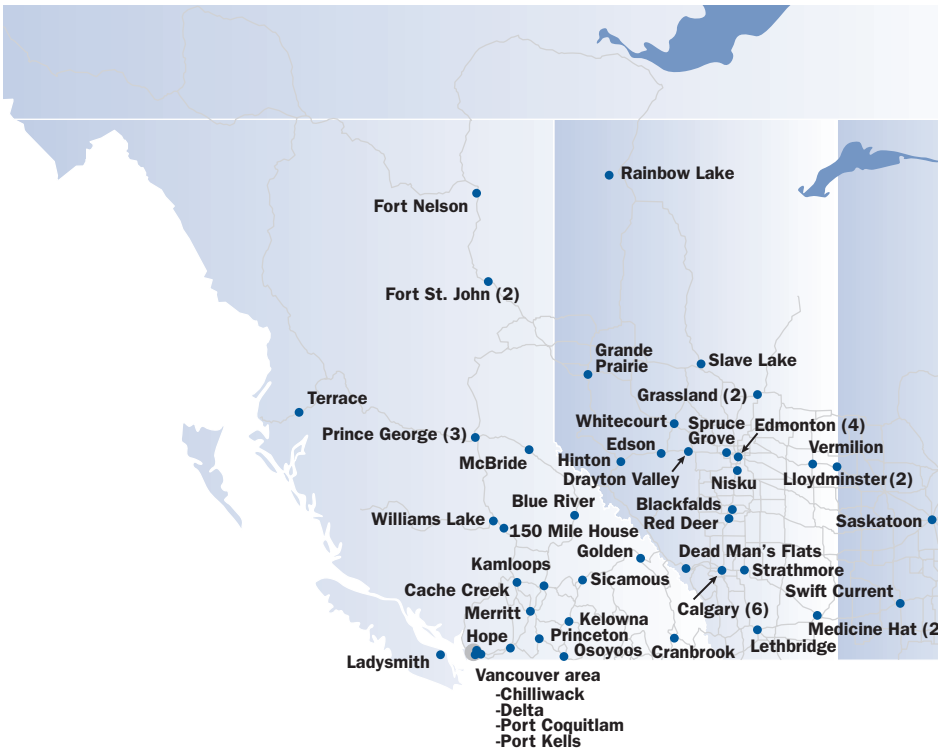 Rainbow Lake
Fort Nelson
Fort St. John (2)
Grande
Prairie
Slave Lake
Grassland (2)
Terrace
Whitecourt
Spruce
Grove
Edmonton (4)
Prince George (3)
Edson
Vermilion
McBride
Hinton
Drayton Valley
Nisku
Lloydminster (2)
Blue River
Blackfalds
Williams Lake
150 Mile House
Red Deer
Saskatoon
Golden
Dead Man's Flats
Kamloops
Sicamous
Strathmore
Cache Creek
Swift Current
Merritt
Kelowna
Calgary (6)
Medicine Hat (2
Hope
Princeton
Lethbridge
Osoyoos
Cranbrook
Ladysmith
Vancouver area
-Chilliwack
-Delta
-Port Coquitlam
-Port Kells